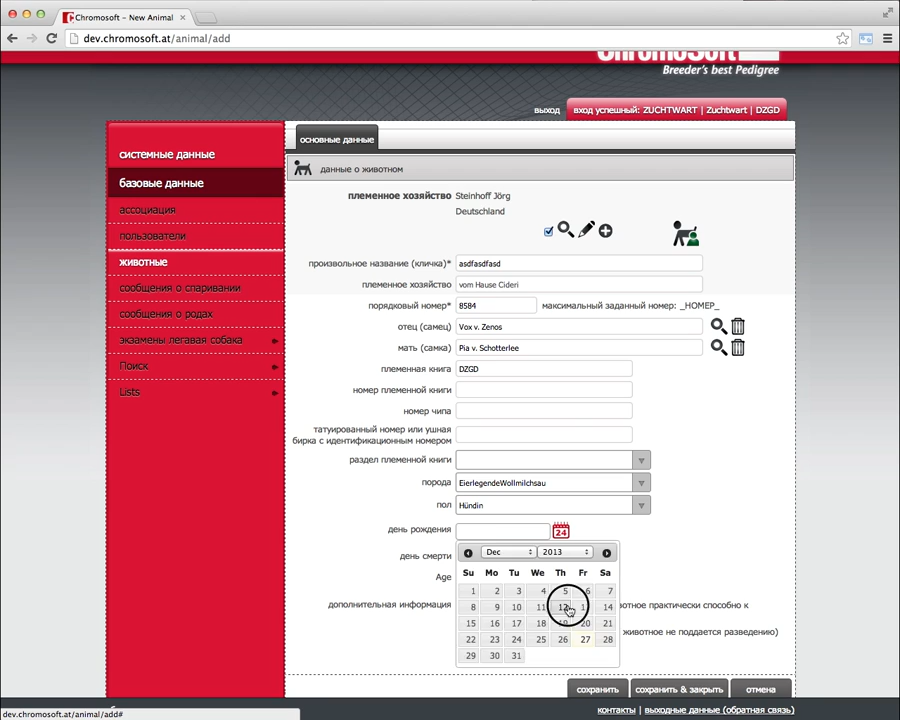 Chromosoft - New Animal
dev.chromosoft.at/animal/add
ChromoSoft
Breeder's best Pedigree
выход
вход успешный: ZUCHTWART | Zuchtwart | DZGD
системные данные
базовые данные
ассоциация
пользователи
животные
сообщения о спаривании
сообщения о родах
экзамены легавая собака
Поиск
Lists
основные данные
данные о животном
племенное хозяйство Steinhoff Jörg
Deutschland
произвольное название (кличка)* asdfasdfasd
племенное хозяйство vom Hause Cideri
порядковый номер* 8584 максимальный заданный номер: _НОМЕР_
отец (самец) Vox v. Zenos
мать (самка) Pia v. Schotterlee
племенная книга DZGD
номер племенной книги
номер чипа
татуированный номер или ушная
бирка с идентификационным номером
раздел племенной книги
порода EierlegendeWollmilchsau
пол Hündin
день рождения 24
день смерти
Age
дополнительная информация
Dec 2013
Su Mo Tu We Th Fr Sa
1 2 3 4 5 6 7
8 9 10 11 12 14
15 16 17 18 19 20 21
22 23 24 25 26 27 28
29 30 31
вотное практически способно к
животное не поддается разведению)
сохранить
сохранить & закрыть
отмена
контакты | выходные данные (обратная связь)
dev.chromosoft.at/animal/add#